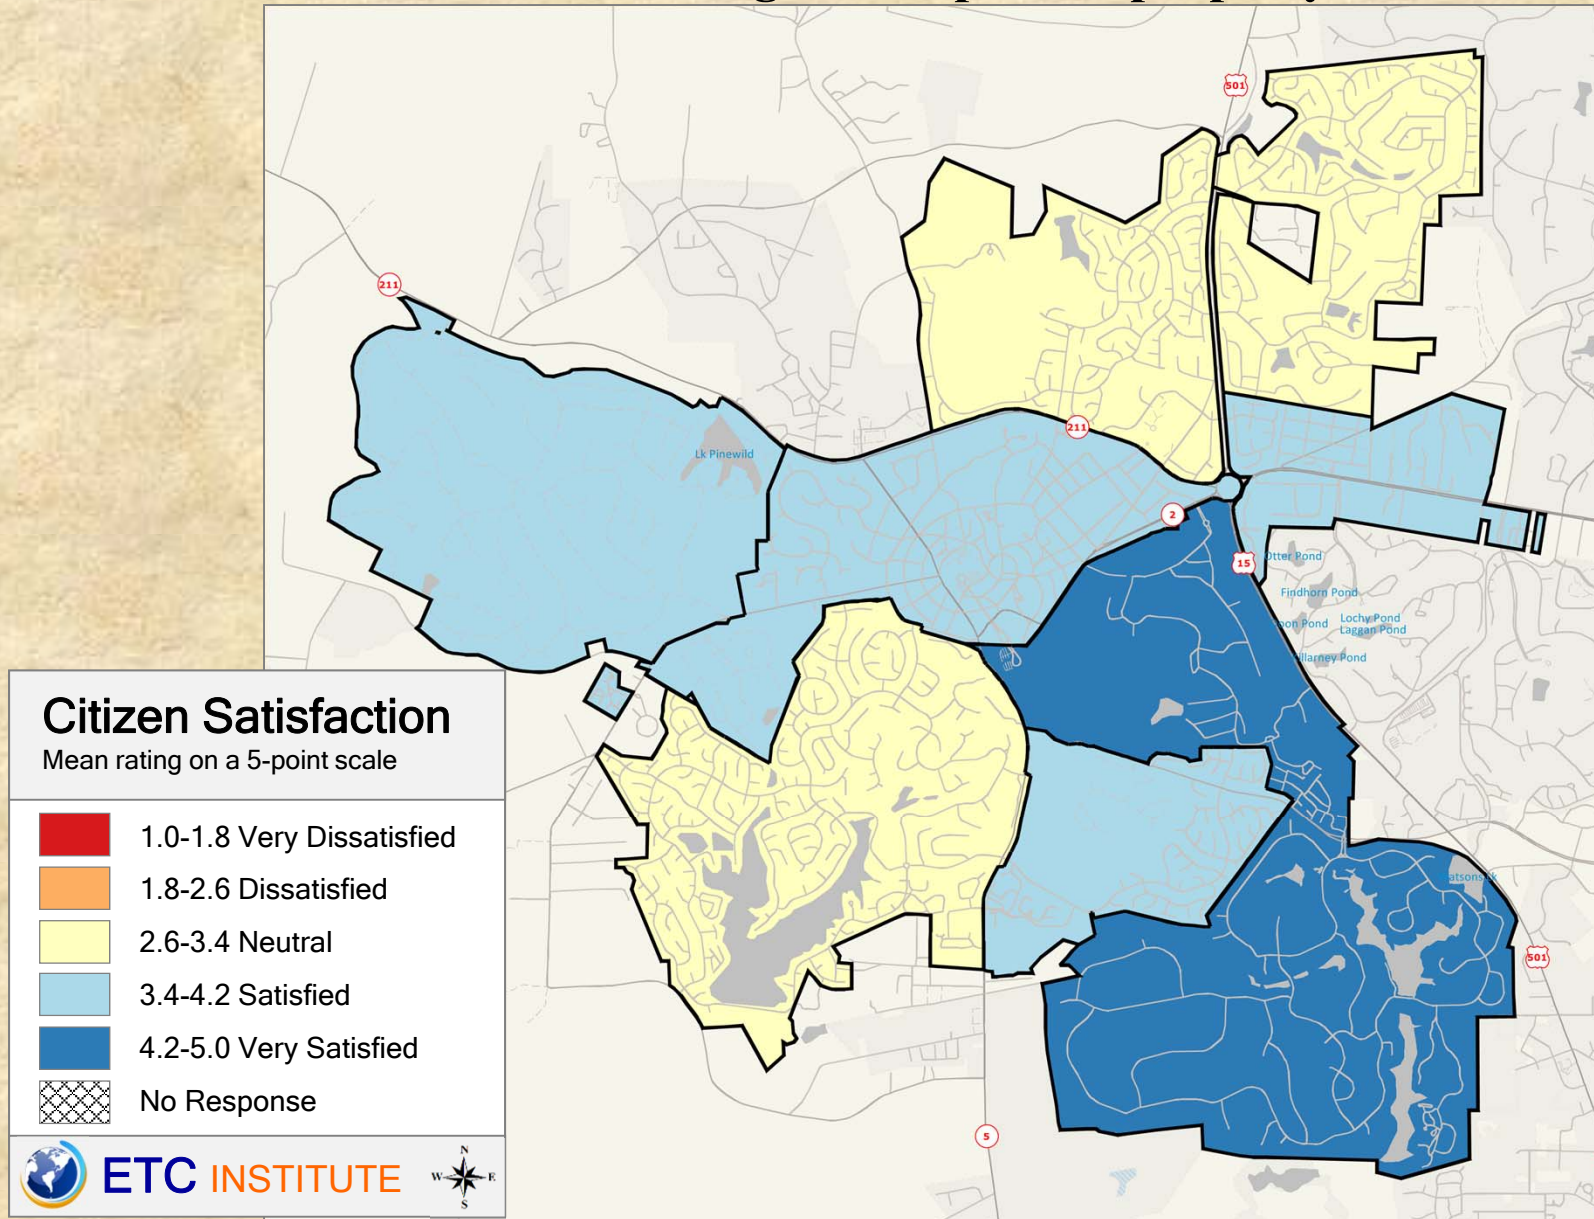 501
211
Lk Pinewild
211
2
15
Otter Pond
Findhorn Pond
Lochy Pond
Pond
Laggan Pond
Pond
501
5
Citizen Satisfaction
Mean rating on a 5-point scale
1.0-1.8 Very Dissatisfied
1.8-2.6 Dissatisfied
2.6-3.4 Neutral
3.4-4.2 Satisfied
4.2-5.0 Very Satisfied
No Response
ETC INSTITUTE
N
W E
S